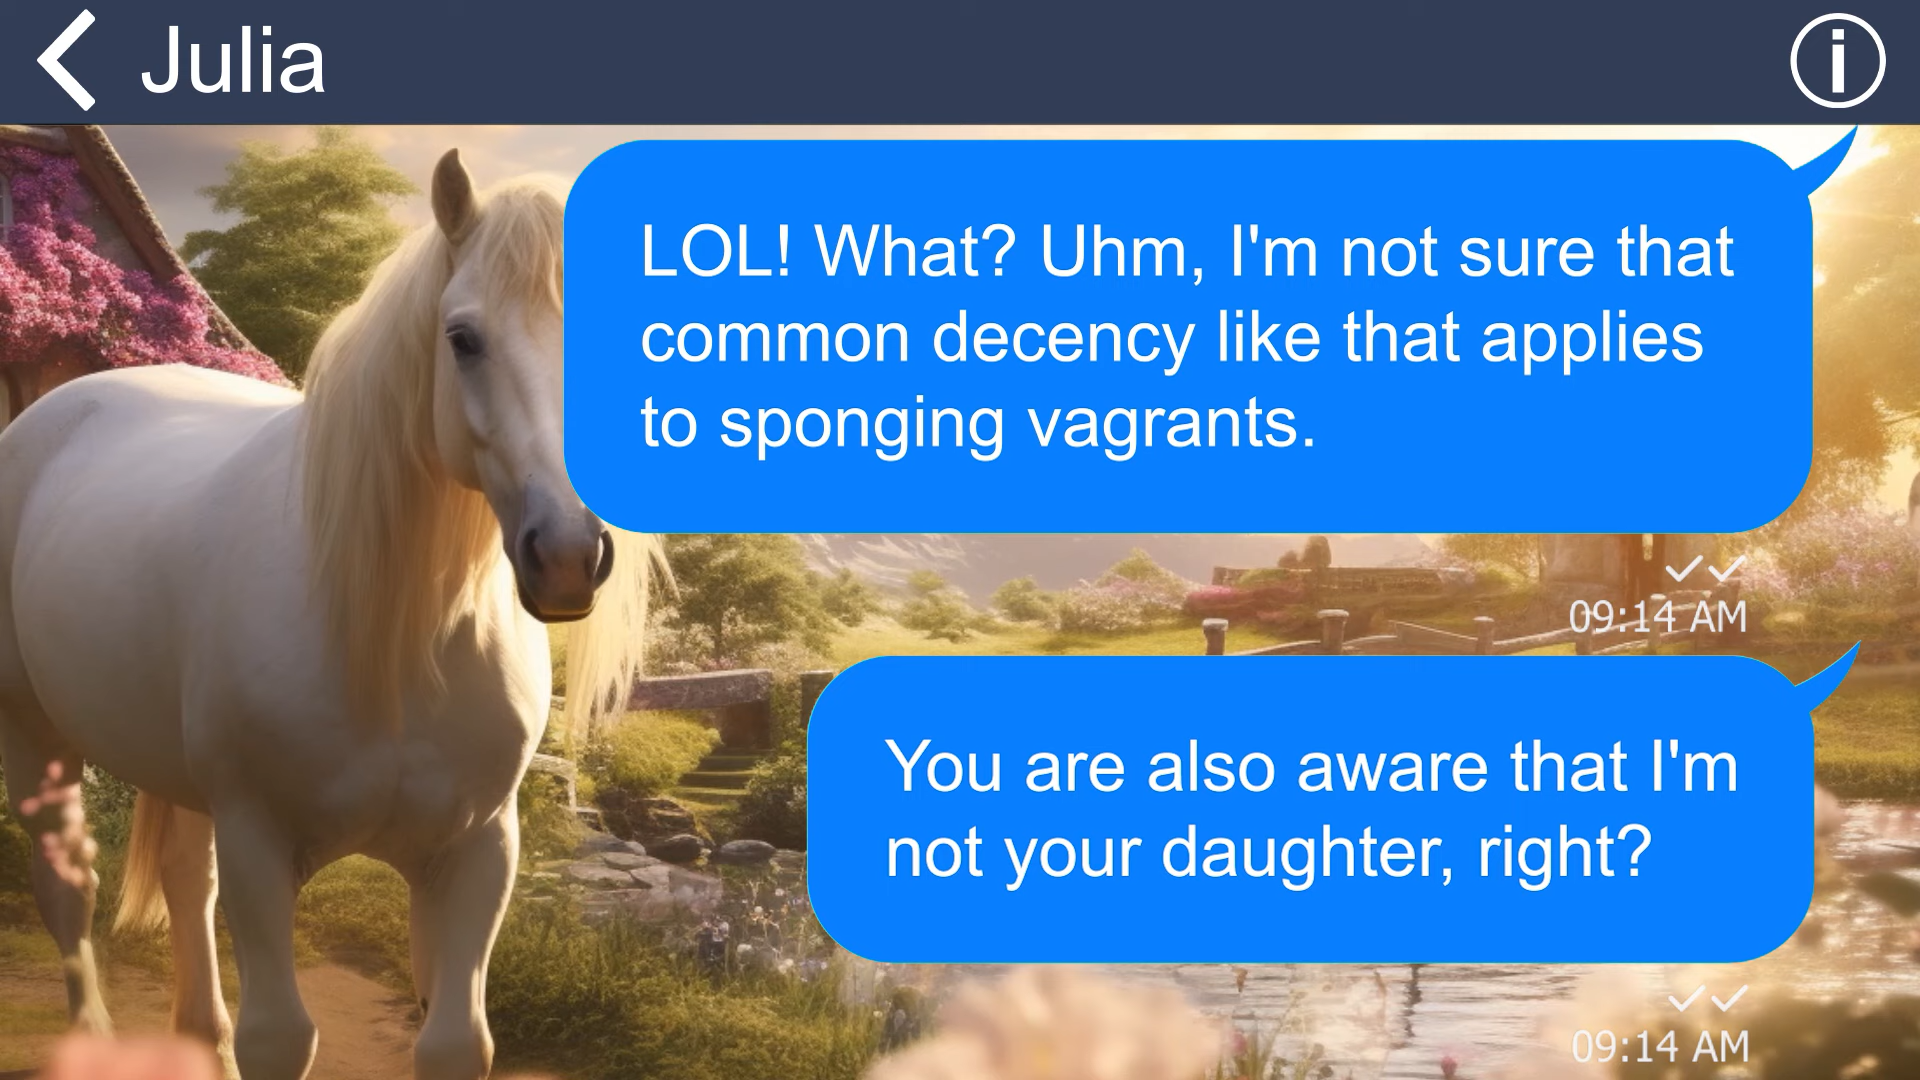 Julia
LOL! What? Uhm, I'm not sure that
common decency like that applies
to sponging vagrants.
09:14 AM
You are also aware that I'm
not your daughter, right?
09:14 AM